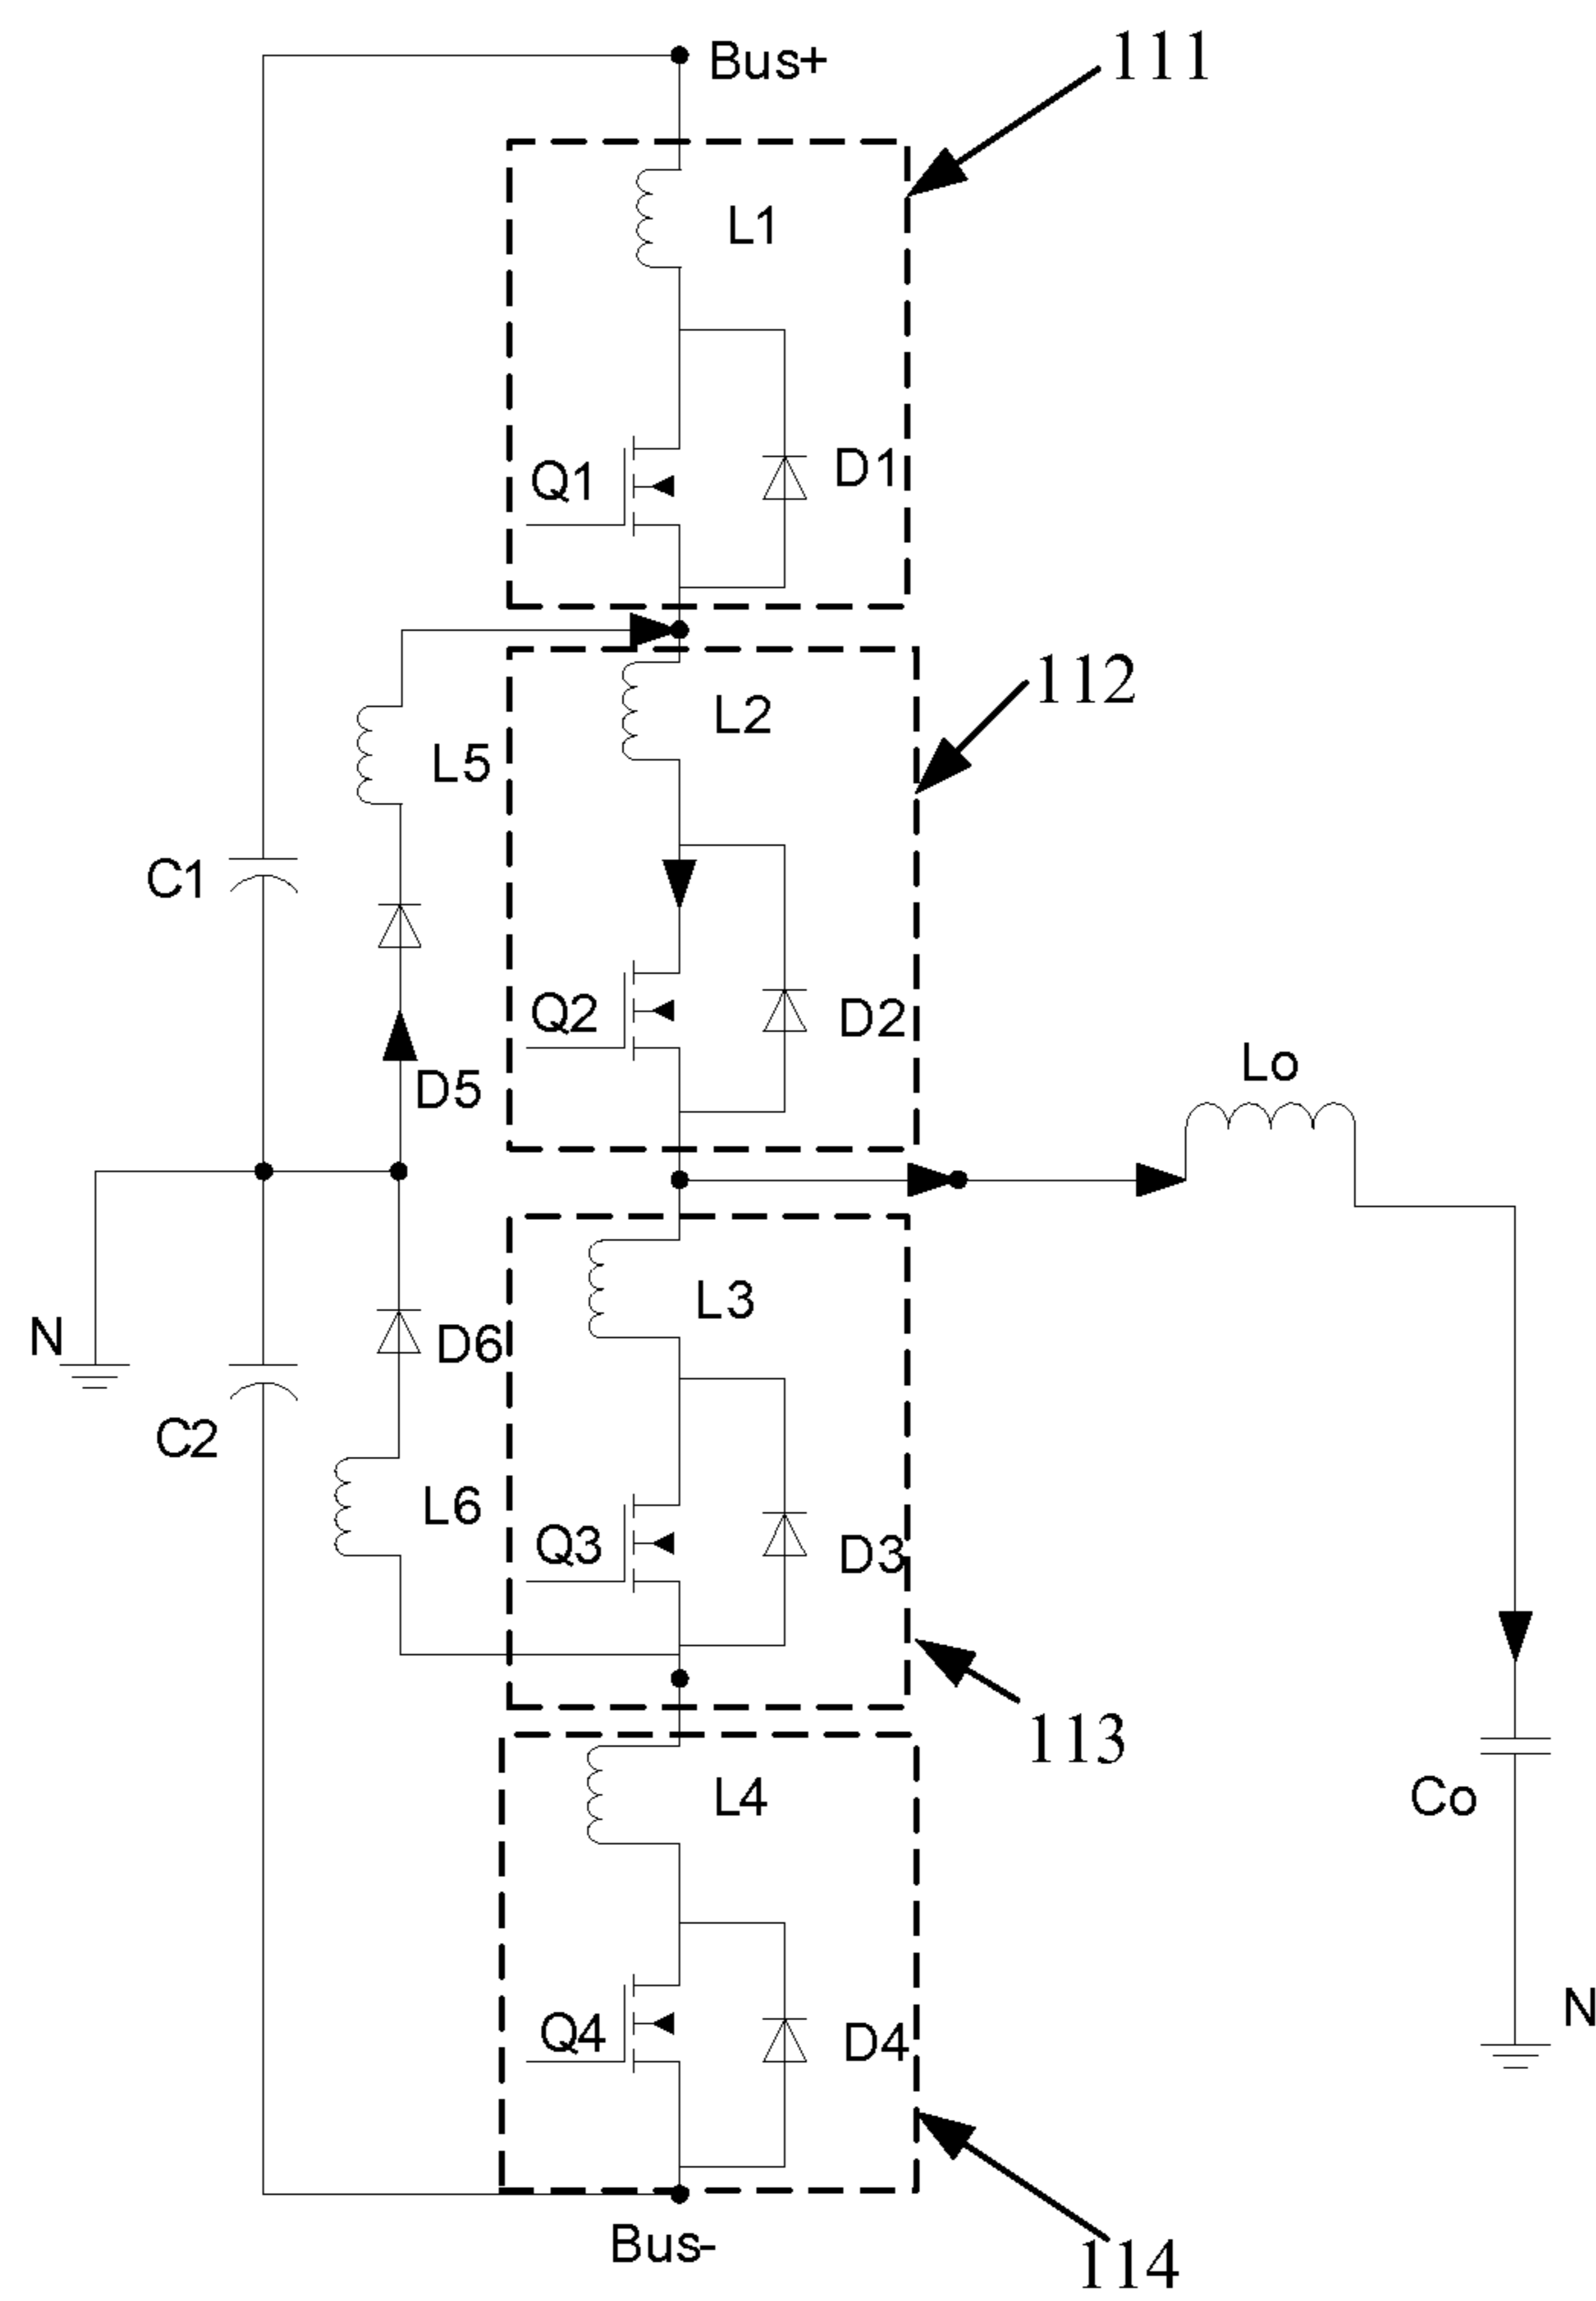 Bus+
111
L1
Q1
D1
112
L2
L5
C1
Q2
D2
D5
Lo
L3
N
D6
C2
L6
Q3
D3
113
L4
Co
N
Q4
D4
Bus-
114